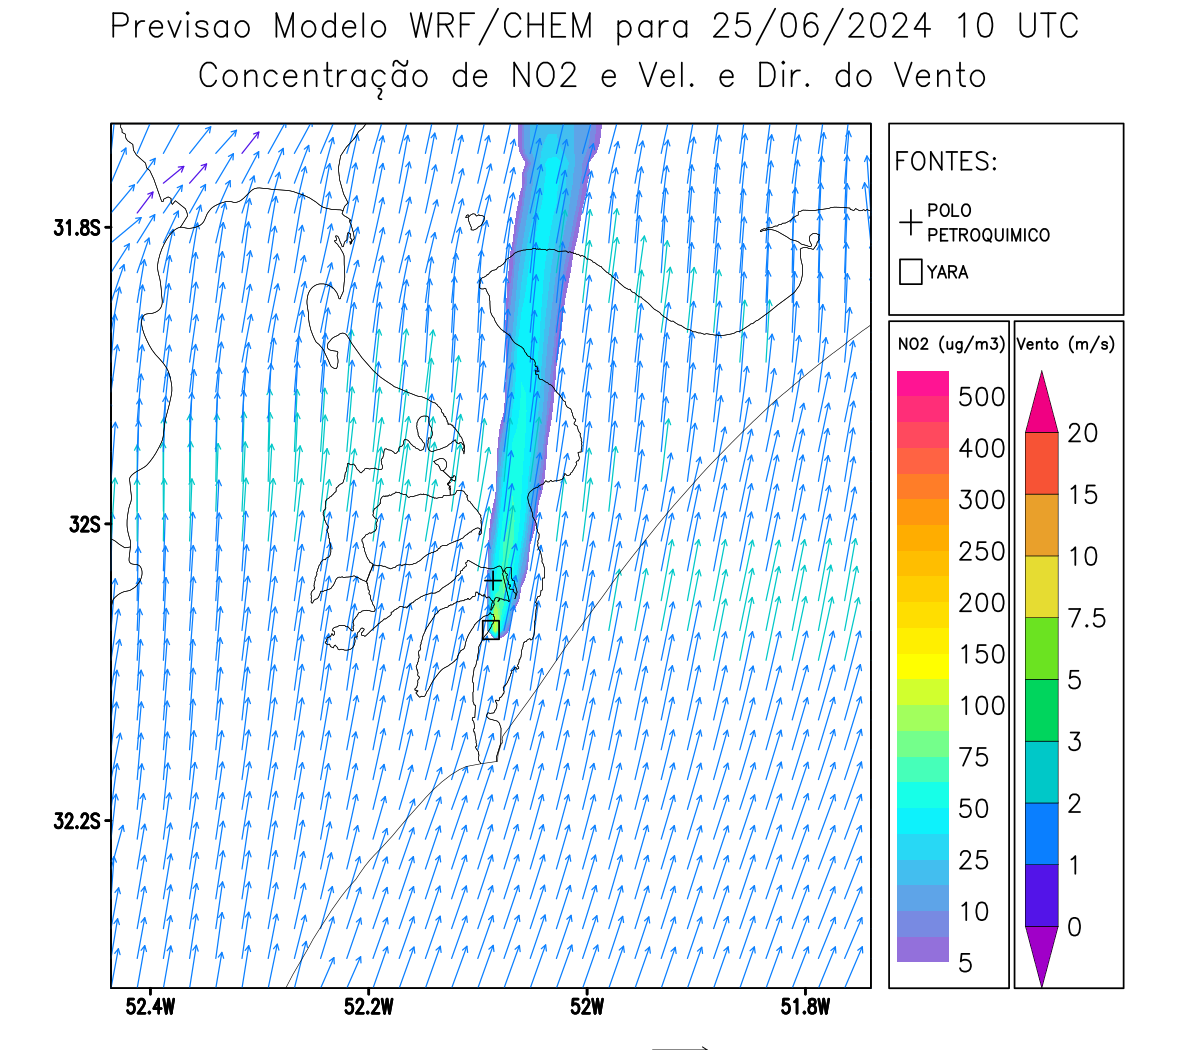 Previsao Modelo WRF/CHEM para 25/06/2024 10 UTC
Concentração de NO2 e Vel. e Dir. do Vento
FONTES:
POLO
PETROQUIMICO
YARA
NO2 (ug/m3)
500
400
300
250
200
150
100
75
50
25
10
5
Vento (m/s)
20
15
10
7.5
5
3
2
1
0
31.8S
32S
32.2S
52.4W
52.2W
52W
51.8W